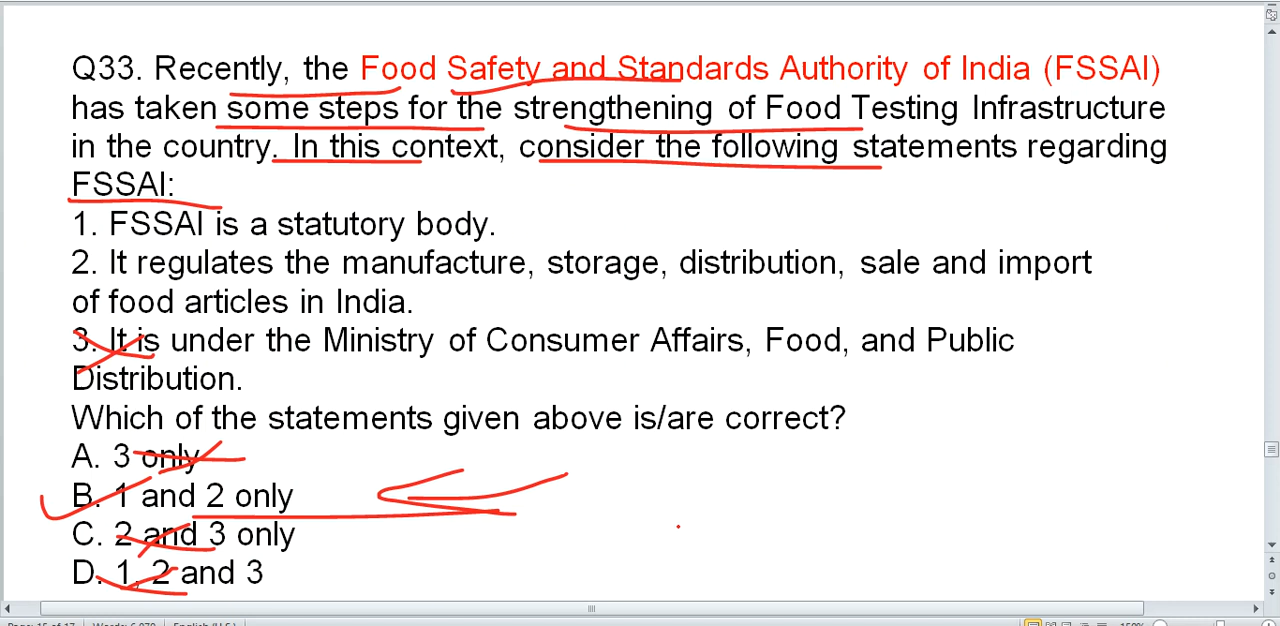 Q33. Recently, the Food Safety and Standards Authority of India (FSSAI)
has taken some steps for the strengthening of Food Testing Infrastructure
in the country. In this context, consider the following statements regarding
FSSAI:
1. FSSAI is a statutory body.
2. It regulates the manufacture, storage, distribution, sale and import
of food articles in India.
3. It is under the Ministry of Consumer Affairs, Food, and Public
Distribution.
Which of the statements given above is/are correct?
A. 3 only
B. 1 and 2 only
C. 2 and 3 only
D. 1, 2 and 3